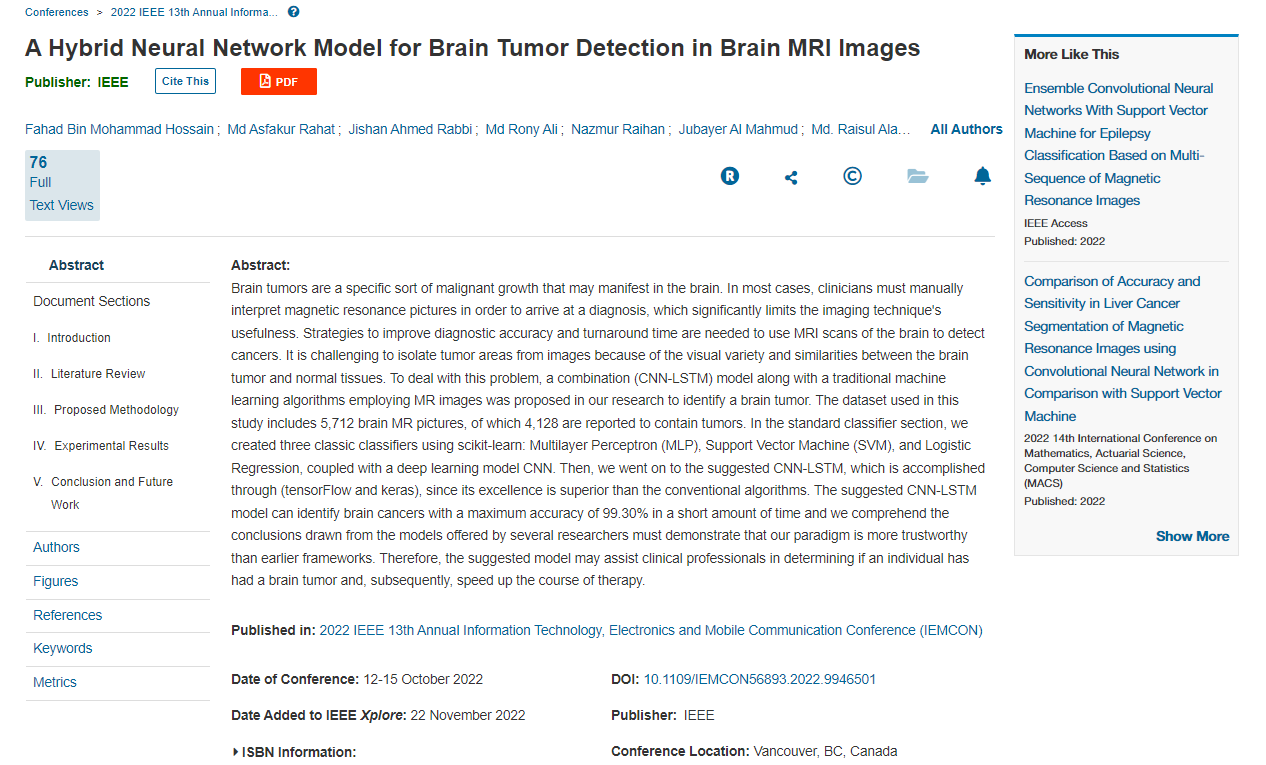 Conferences > 2022 IEEE 13th Annual Informa... ?
A Hybrid Neural Network Model for Brain Tumor Detection in Brain MRI Images
Publisher: IEEE
Cite This
PDF
Fahad Bin Mohammad Hossain ; Md Asfakur Rahat ; Jishan Ahmed Rabbi ; Md Rony Ali ; Nazmur Raihan ; Jubayer Al Mahmud ; Md. Raisul Ala... All Authors
76
Full
Text Views
R
©
Abstract
Document Sections
I. Introduction
II. Literature Review
III. Proposed Methodology
IV. Experimental Results
V. Conclusion and Future
Work
Authors
Figures
References
Keywords
Metrics
Abstract:
Brain tumors are a specific sort of malignant growth that may manifest in the brain. In most cases, clinicians must manually
interpret magnetic resonance pictures in order to arrive at a diagnosis, which significantly limits the imaging technique's
usefulness. Strategies to improve diagnostic accuracy and turnaround time are needed to use MRI scans of the brain to detect
cancers. It is challenging to isolate tumor areas from images because of the visual variety and similarities between the brain
tumor and normal tissues. To deal with this problem, a combination (CNN-LSTM) model along with a traditional machine
learning algorithms employing MR images was proposed in our research to identify a brain tumor. The dataset used in this
study includes 5,712 brain MR pictures, of which 4,128 are reported to contain tumors. In the standard classifier section, we
created three classic classifiers using scikit-learn: Multilayer Perceptron (MLP), Support Vector Machine (SVM), and Logistic
Regression, coupled with a deep learning model CNN. Then, we went on to the suggested CNN-LSTM, which is accomplished
through (tensorFlow and keras), since its excellence is superior than the conventional algorithms. The suggested CNN-LSTM
model can identify brain cancers with a maximum accuracy of 99.30% in a short amount of time and we comprehend the
conclusions drawn from the models offered by several researchers must demonstrate that our paradigm is more trustworthy
than earlier frameworks. Therefore, the suggested model may assist clinical professionals in determining if an individual has
had a brain tumor and, subsequently, speed up the course of therapy.
Published in: 2022 IEEE 13th Annual Information Technology, Electronics and Mobile Communication Conference (IEMCON)
Date of Conference: 12-15 October 2022
DOI: 10.1109/IEMCON56893.2022.9946501
Date Added to IEEE Xplore: 22 November 2022
Publisher: IEEE
ISBN Information:
Conference Location: Vancouver, BC, Canada
More Like This
Ensemble Convolutional Neural
Networks With Support Vector
Machine for Epilepsy
Classification Based on Multi-
Sequence of Magnetic
Resonance Images
IEEE Access
Published: 2022
Comparison of Accuracy and
Sensitivity in Liver Cancer
Segmentation of Magnetic
Resonance Images using
Convolutional Neural Network in
Comparison with Support Vector
Machine
2022 14th International Conference on
Mathematics, Actuarial Science,
Computer Science and Statistics
(MACS)
Published: 2022
Show More